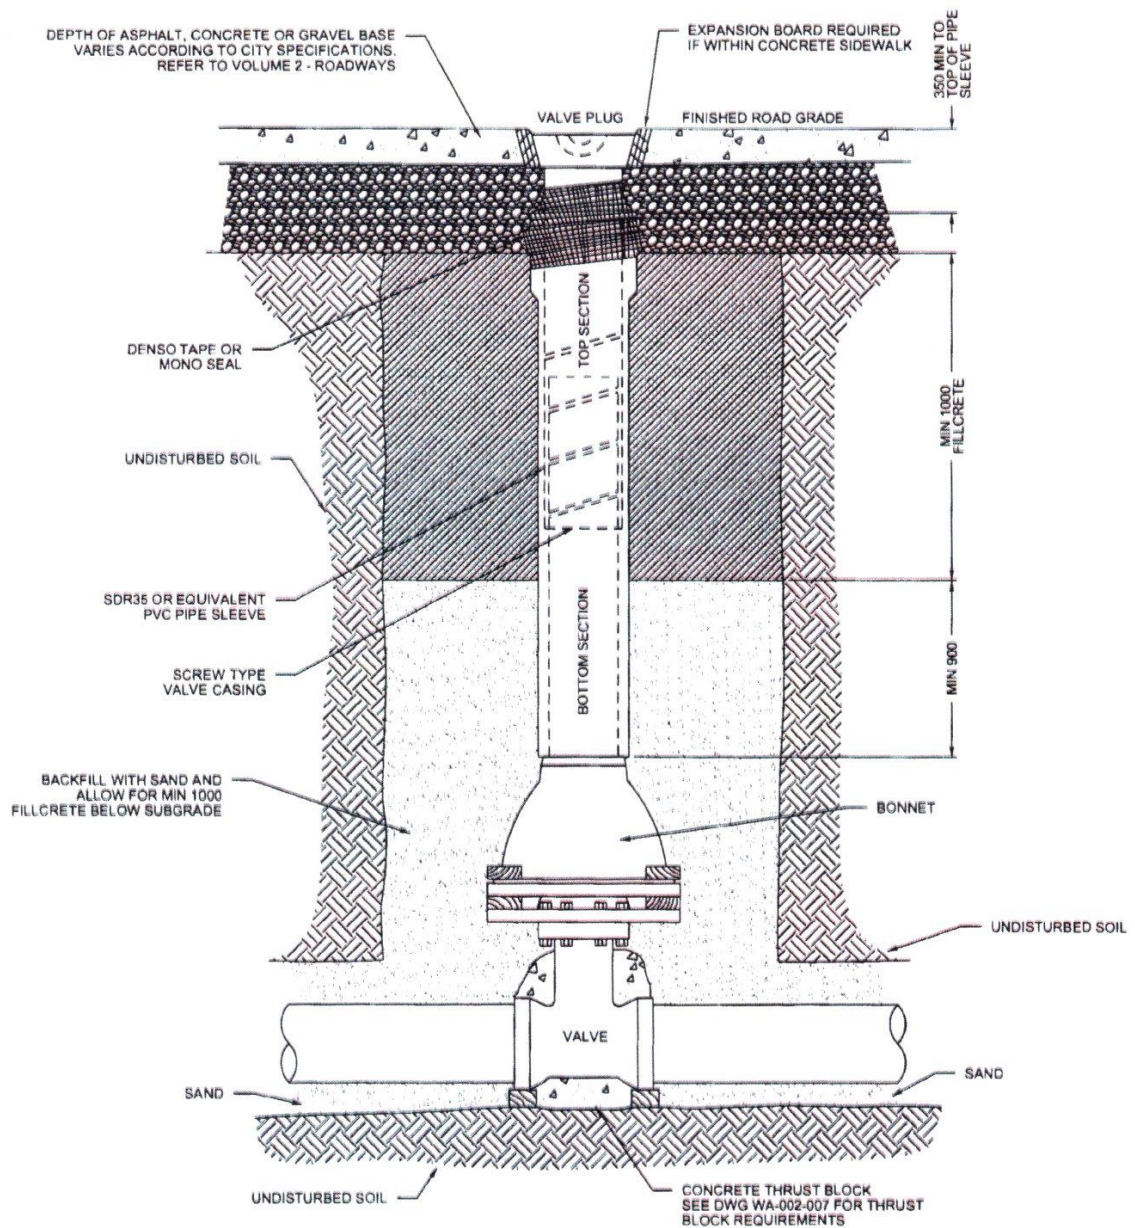 DEPTH OF ASPHALT, CONCRETE OR GRAVEL BASE
VARIES ACCORDING TO CITY SPECIFICATIONS.
REFER TO VOLUME 2 - ROADWAYS
EXPANSION BOARD REQUIRED
IF WITHIN CONCRETE SIDEWALK
350 MIN TO
TOP OF PIPE
SLEEVE
VALVE PLUG
FINISHED ROAD GRADE
TOP SECTION
DENSO TAPE OR
MONO SEAL
MIN 1000
FILLCRETE
UNDISTURBED SOIL
SDR35 OR EQUIVALENT
PVC PIPE SLEEVE
BOTTOM SECTION
MIN 900
SCREW TYPE
VALVE CASING
BACKFILL WITH SAND AND
ALLOW FOR MIN 1000
FILLCRETE BELOW SUBGRADE
BONNET
UNDISTURBED SOIL
VALVE
SAND
SAND
UNDISTURBED SOIL
CONCRETE THRUST BLOCK
SEE DWG WA-002-007 FOR THRUST
BLOCK REQUIREMENTS